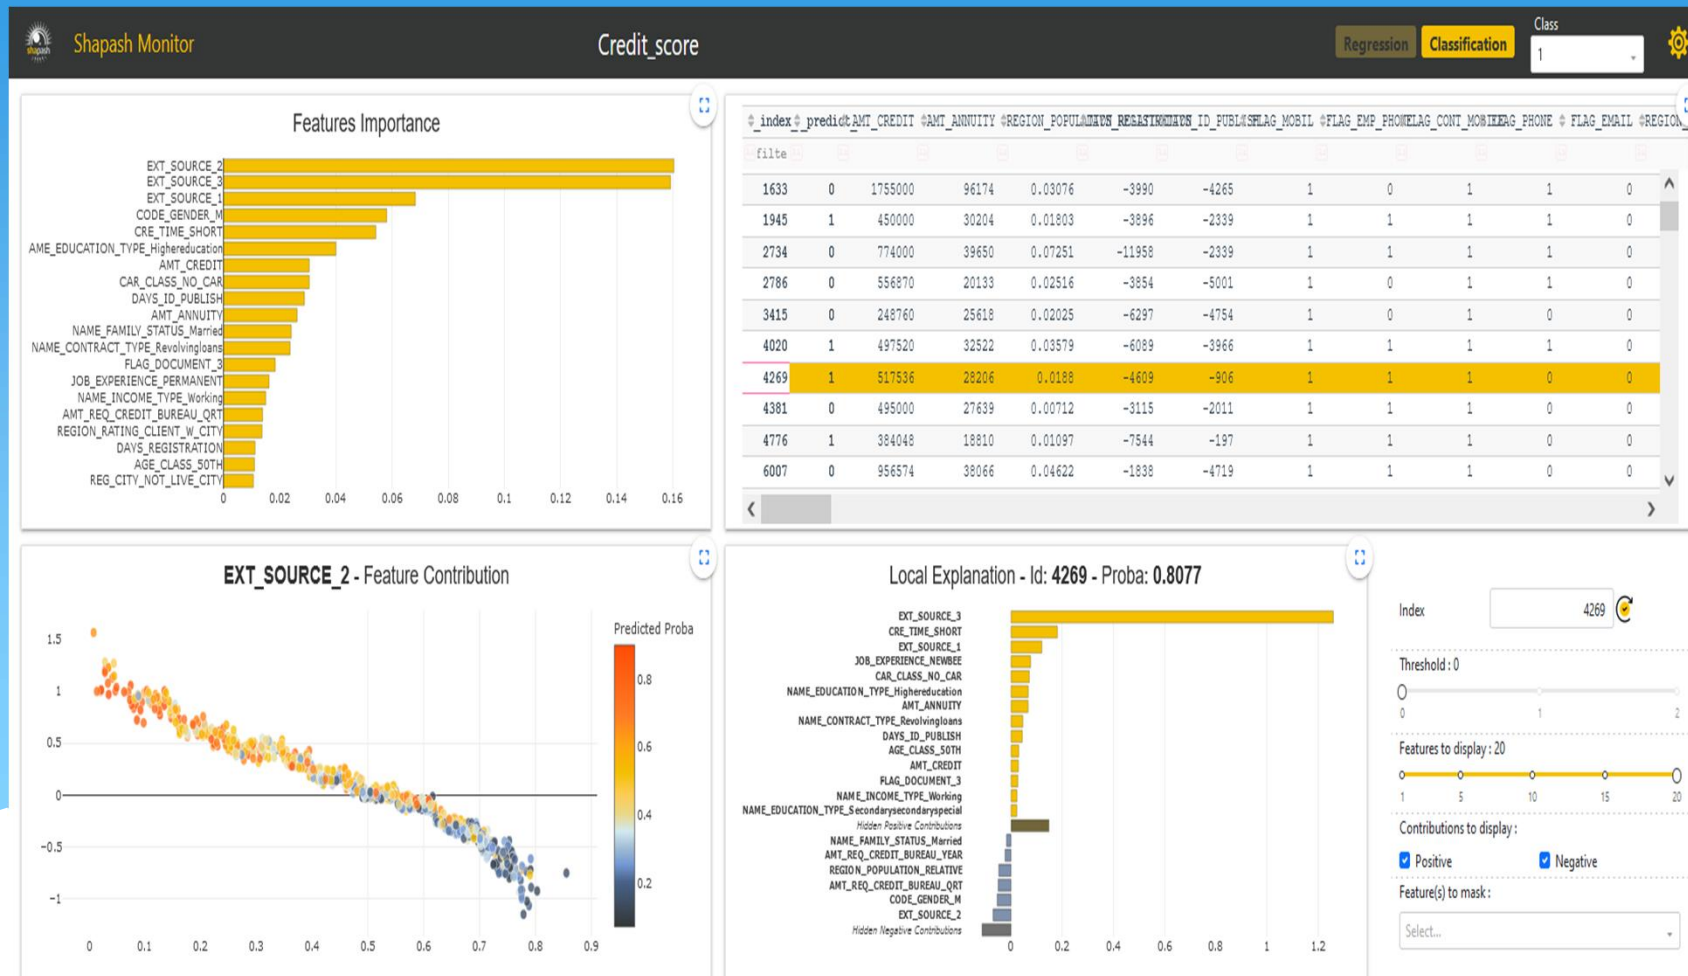 shapash
Shapash Monitor
Credit_score
Regression
Classification
Class
1
Features Importance
EXT_SOURCE_2
EXT_SOURCE_3
EXT_SOURCE_1
CODE_GENDER_M
CRE_TIME_SHORT
AME_EDUCATION_TYPE_Highereducation
AMT_CREDIT
CAR_CLASS_NO_CAR
DAYS_ID_PUBLISH
AMT_ANNUITY
NAME_FAMILY_STATUS_Married
NAME_CONTRACT_TYPE_Revolvingloans
FLAG_DOCUMENT_3
JOB_EXPERIENCE_PERMANENT
NAME_INCOME_TYPE_Working
AMT_REQ_CREDIT_BUREAU_QRT
REGION_RATING_CLIENT_W_CITY
DAYS_REGISTRATION
AGE_CLASS_50TH
REG_CITY_NOT_LIVE_CITY
0 0.02 0.04 0.06 0.08 0.1 0.12 0.14 0.16
_index _predict AMT_CREDIT AMT_ANNUITY FLAG_MOBIL FLAG_EMAIL
filte
1633 0 1755000 96174 0.03076 -3990 -4265 1 0 1 1 0
1945 1 450000 30204 0.01803 -3896 -2339 1 1 1 1 0
2734 0 774000 39650 0.07251 -11958 -2339 1 1 1 1 0
2786 0 556870 20133 0.02516 -3854 -5001 1 0 1 1 0
3415 0 248760 25618 0.02025 -6297 -4754 1 0 1 0 0
4020 1 497520 32522 0.03579 -6089 -3966 1 1 1 1 0
4269 1 517536 28206 0.0188 -4609 -906 1 1 1 0 0
4381 0 495000 27639 0.00712 -3115 -2011 1 1 1 0 0
4776 1 384048 18810 0.01097 -7544 -197 1 1 1 0 0
6007 0 956574 38066 0.04622 -1838 -4719 1 1 1 0 0
EXT_SOURCE_2 - Feature Contribution
Predicted Proba
1.5
1
0.5
0
−0.5
−1
0 0.1 0.2 0.3 0.4 0.5 0.6 0.7 0.8 0.9
0.8
0.6
0.4
0.2
Local Explanation - Id: 4269 - Proba: 0.8077
EXT_SOURCE_3
CRE_TIME_SHORT
EXT_SOURCE_1
JOB_EXPERIENCE_NEWBEE
CAR_CLASS_NO_CAR
NAME_EDUCATION_TYPE_Highereducation
AMT_ANNUITY
NAME_CONTRACT_TYPE_Revolvingloans
DAYS_ID_PUBLISH
AGE_CLASS_50TH
AMT_CREDIT
FLAG_DOCUMENT_3
NAME_INCOME_TYPE_Working
NAME_EDUCATION_TYPE_Secondarysecondaryspecial
Hidden Positive Contributions
NAME_FAMILY_STATUS_Married
AMT_REQ_CREDIT_BUREAU_YEAR
REGION_POPULATION_RELATIVE
AMT_REQ_CREDIT_BUREAU_QRT
CODE_GENDER_M
EXT_SOURCE_2
Hidden Negative Contributions
0 0.2 0.4 0.6 0.8 1 1.2
Index 4269
Threshold : 0
0 1 2
Features to display : 20
1 5 10 15 20
Contributions to display :
Positive Negative
Feature(s) to mask :
Select...